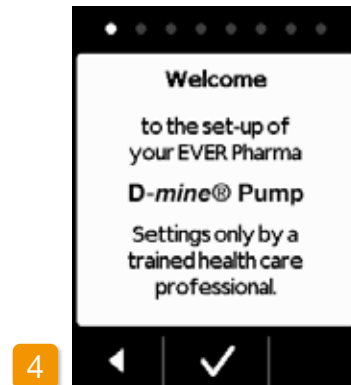 Welcome
to the set-up of
your EVER Pharma
D-mine® Pump
Settings only by a
trained health care
professional.
4